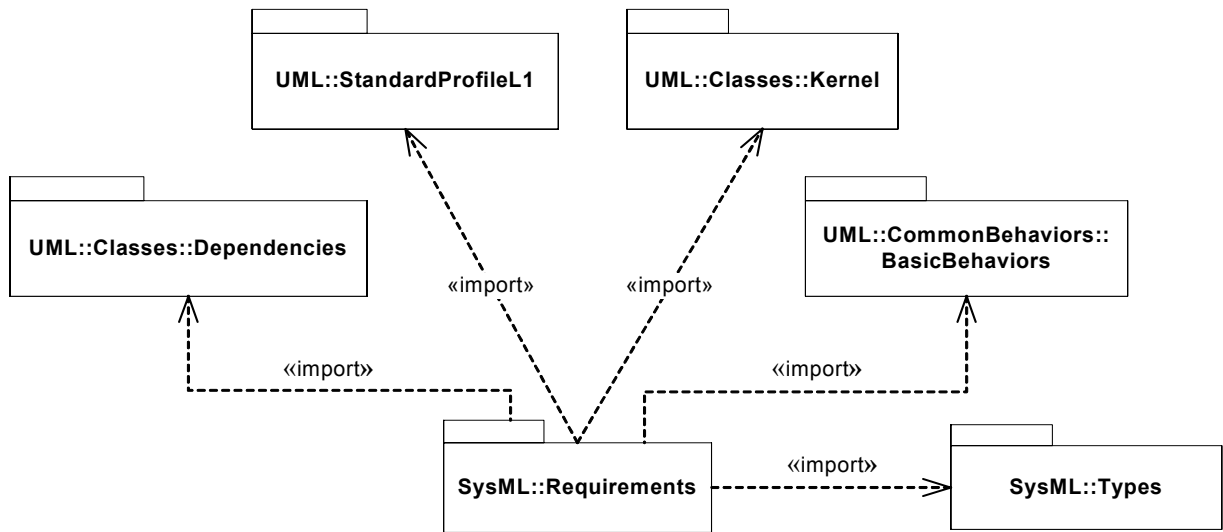 UML::StandardProfileL1
UML::Classes::Kernel
UML::Classes::Dependencies
UML::CommonBehaviors::
BasicBehaviors
«import»
«import»
«import»
«import»
SysML::Requirements
«import»
SysML::Types